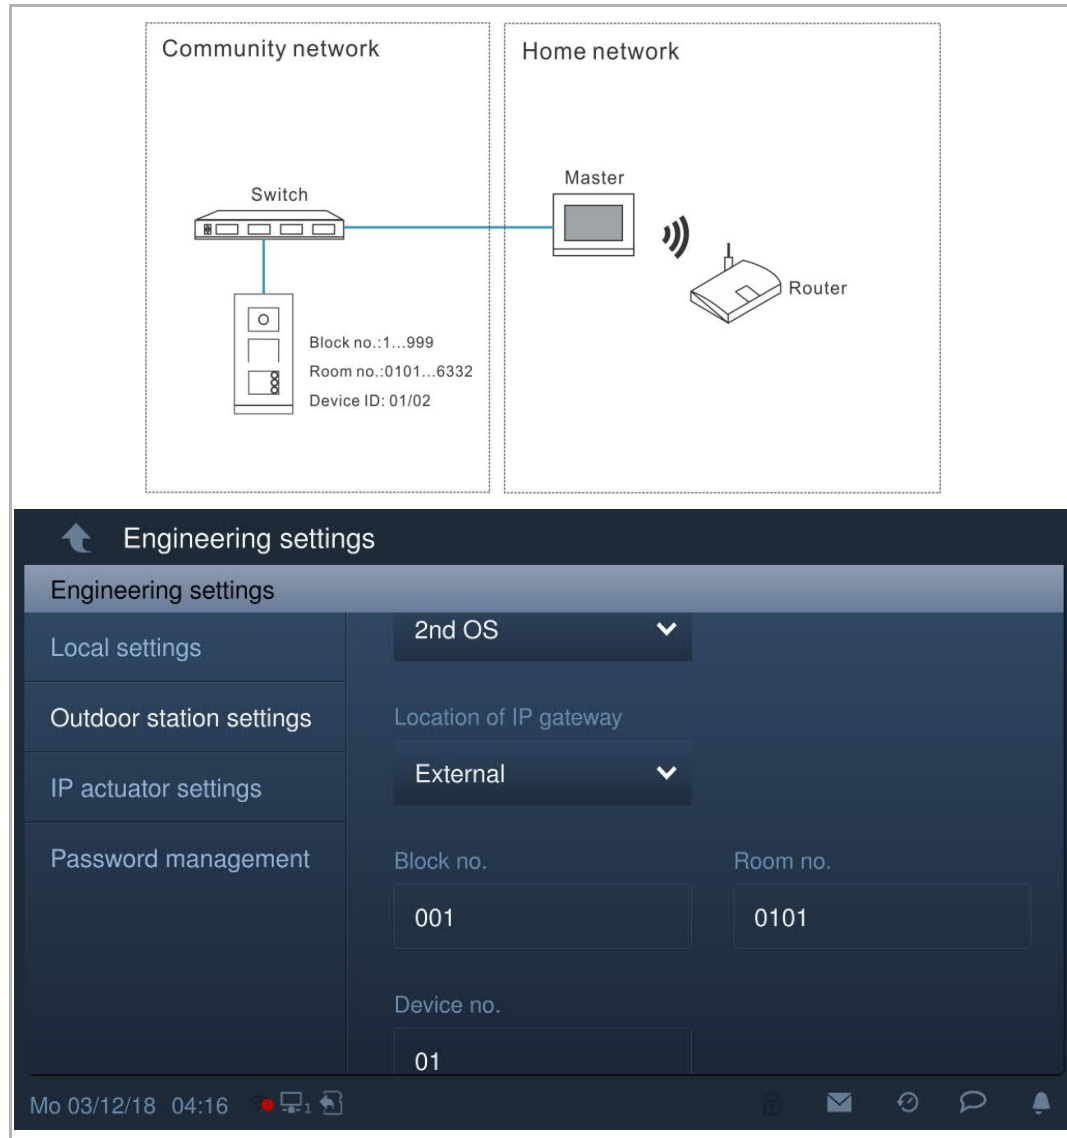 Community network
Home network
Switch
Master
Router
Block no.:1...999
Room no.:0101...6332
Device ID: 01/02
Engineering settings
Engineering settings
Local settings
Outdoor station settings
IP actuator settings
Password management
2nd OS
Location of IP gateway
External
Block no. Room no.
001 0101
Device no.
01
Mo 03/12/18 04:16 1